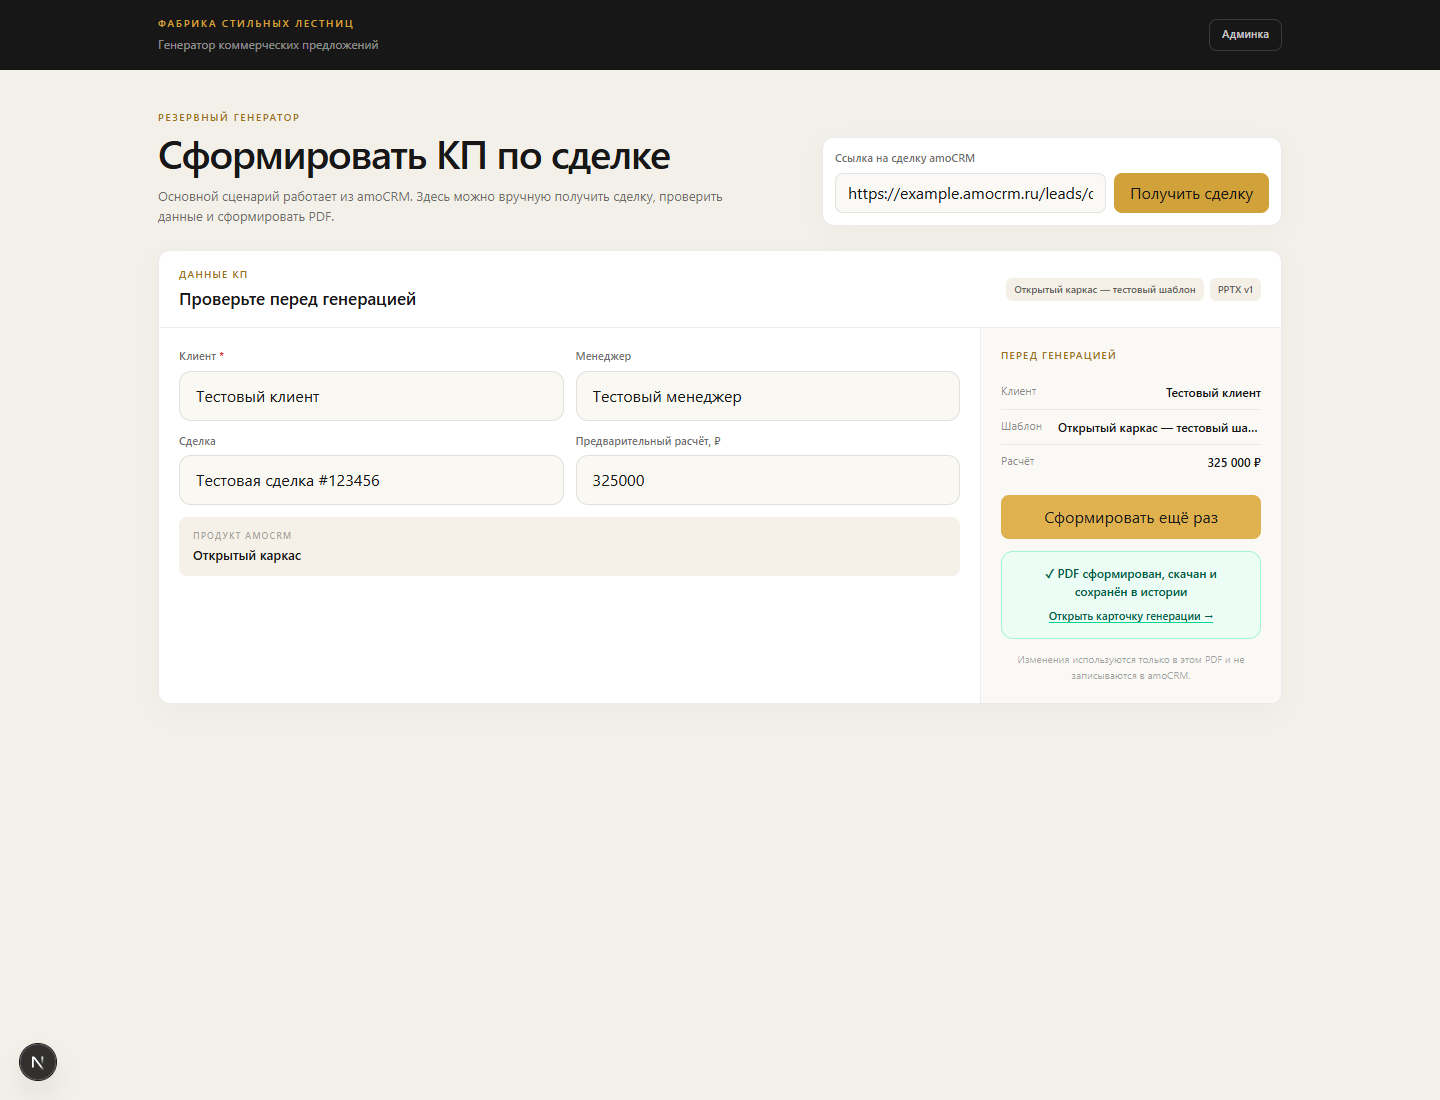 ФАБРИКА СТИЛЬНЫХ ЛЕСТНИЦ
Генератор коммерческих предложений
Админка
РЕЗЕРВНЫЙ ГЕНЕРАТОР
Сформировать КП по сделке
Основной сценарий работает из amoCRM. Здесь можно вручную получить сделку, проверить
данные и сформировать PDF.
Ссылка на сделку amoCRM
https://example.amocrm.ru/leads/c
Получить сделку
ДАННЫЕ КП
Проверьте перед генерацией
Открытый каркас — тестовый шаблон
PPTX v1
Клиент *
Менеджер
Тестовый клиент
Тестовый менеджер
Сделка
Предварительный расчёт, ₽
Тестовая сделка #123456
325000
ПРОДУКТ AMOCRM
Открытый каркас
ПЕРЕД ГЕНЕРАЦИЕЙ
Клиент Тестовый клиент
Шаблон Открытый каркас — тестовый ша...
Расчёт 325 000 ₽
Сформировать ещё раз
✓ PDF сформирован, скачан и
сохранён в истории
Открыть карточку генерации →
Изменения используются только в этом PDF и не
записываются в amoCRM.
N